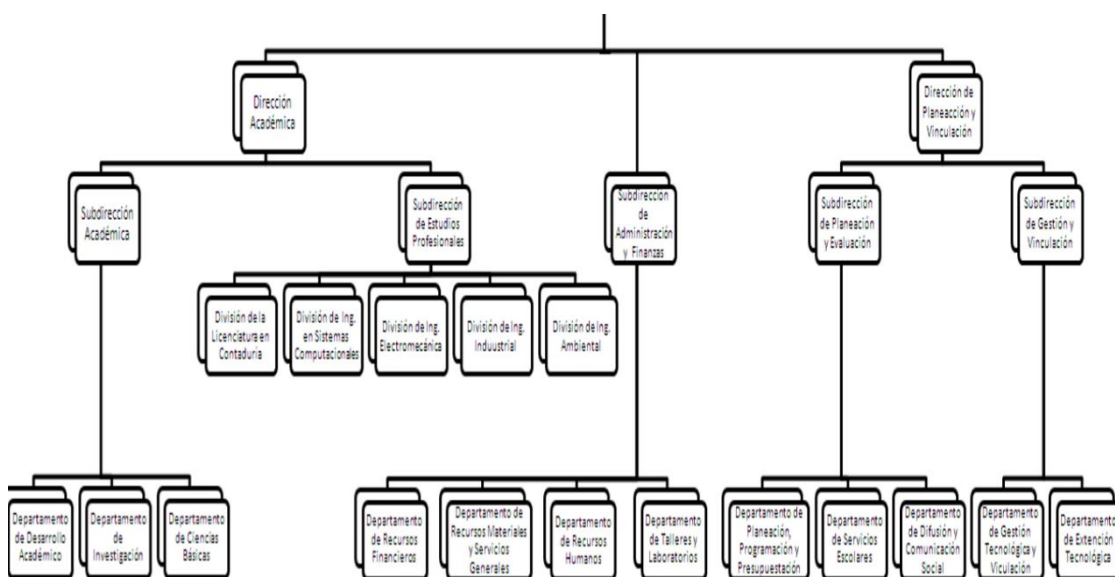 Dirección
Académica
Dirección de
Planeacción y
Vinculación
Subdirección
Académica
Subdirección
de Estudios
Profesionales
Subdirección
de
Administración
y Finanzas
Subdirección
de Planeación
y Evaluación
Subdirección
de Gestión y
Vinculación
División de la
Licenciatura en
Contaduria
División de Ing.
en Sistemas
Computacionales
División de Ing.
Electromecánica
División de Ing.
Induustrial
División de Ing.
Ambiental
Departamento
de Desarrollo
Académico
Departamento
de
Investigación
Departamento
de Ciencias
Básicas
Departamento
de Recursos
Financieros
Departamento de
Recursos Materiales
y Servicios
Generales
Departamento
de Recursos
Humanos
Departamento
de Talleres y
Laboratorios
Departamento
de Planeación,
Programación y
Presupuestación
Departamento
de Servicios
Escolares
Departamento
de Difusión y
Comunicación
Social
Departamento
de Gestión
Tecnológica y
Viculación
Departamento
de Extención
Tecnológica